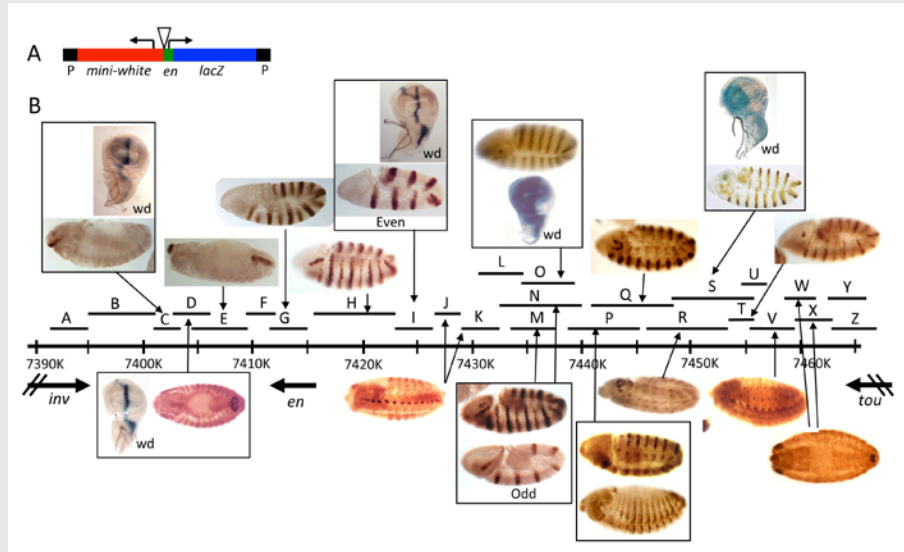 A
P mini-white en lacZ P
B
wd
wd
Even
wd
wd
L
O
U
B D F H J N Q S W Y
A C E G I K M P R T V X Z
7390K 7400K 7410K 7420K 7430K 7440K 7450K 7460K
inv en tou
wd
Odd